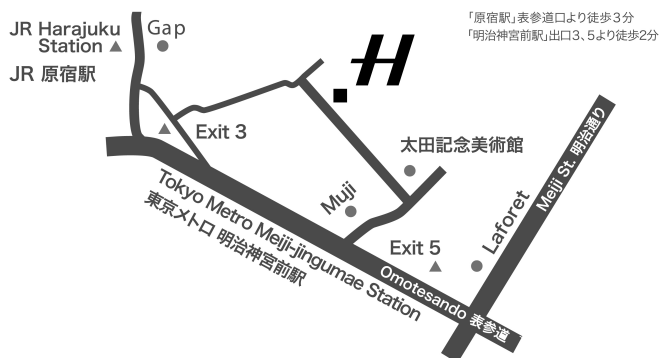 JR Harajuku
Station
JR 原宿駅
Gap
H
「原宿駅」表参道口より徒歩3分
「明治神宮前駅」出口3、5より徒歩2分
Exit 3
太田記念美術館
Meiji St. 明治通り
Muji
Laforet
Tokyo Metro Meiji-jingumae Station
東京メトロ 明治神宮前駅
Exit 5
Omotesando 表参道